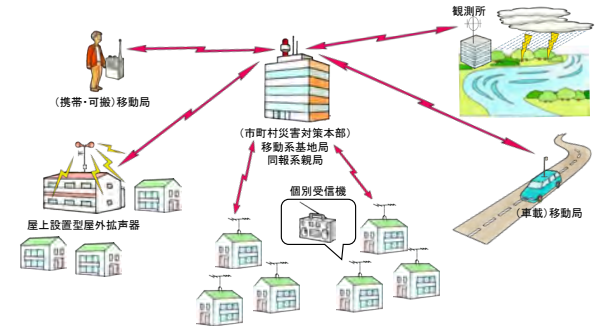 観測所
(携帯・可搬)移動局
(市町村災害対策本部)
移動系基地局
同報系親局
個別受信機
(車載)移動局
屋上設置型屋外拡声器